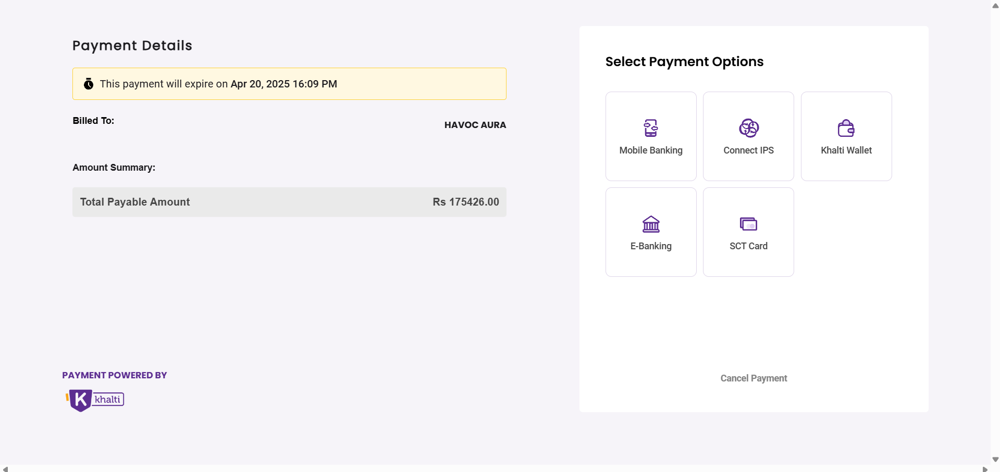 Payment Details
This payment will expire on Apr 20, 2025 16:09 PM
Billed To:
HAVOC AURA
Amount Summary:
Total Payable Amount
Rs 175426.00
PAYMENT POWERED BY
K khalti
Select Payment Options
Mobile Banking
Connect IPS
Khalti Wallet
E-Banking
SCT Card
Cancel Payment